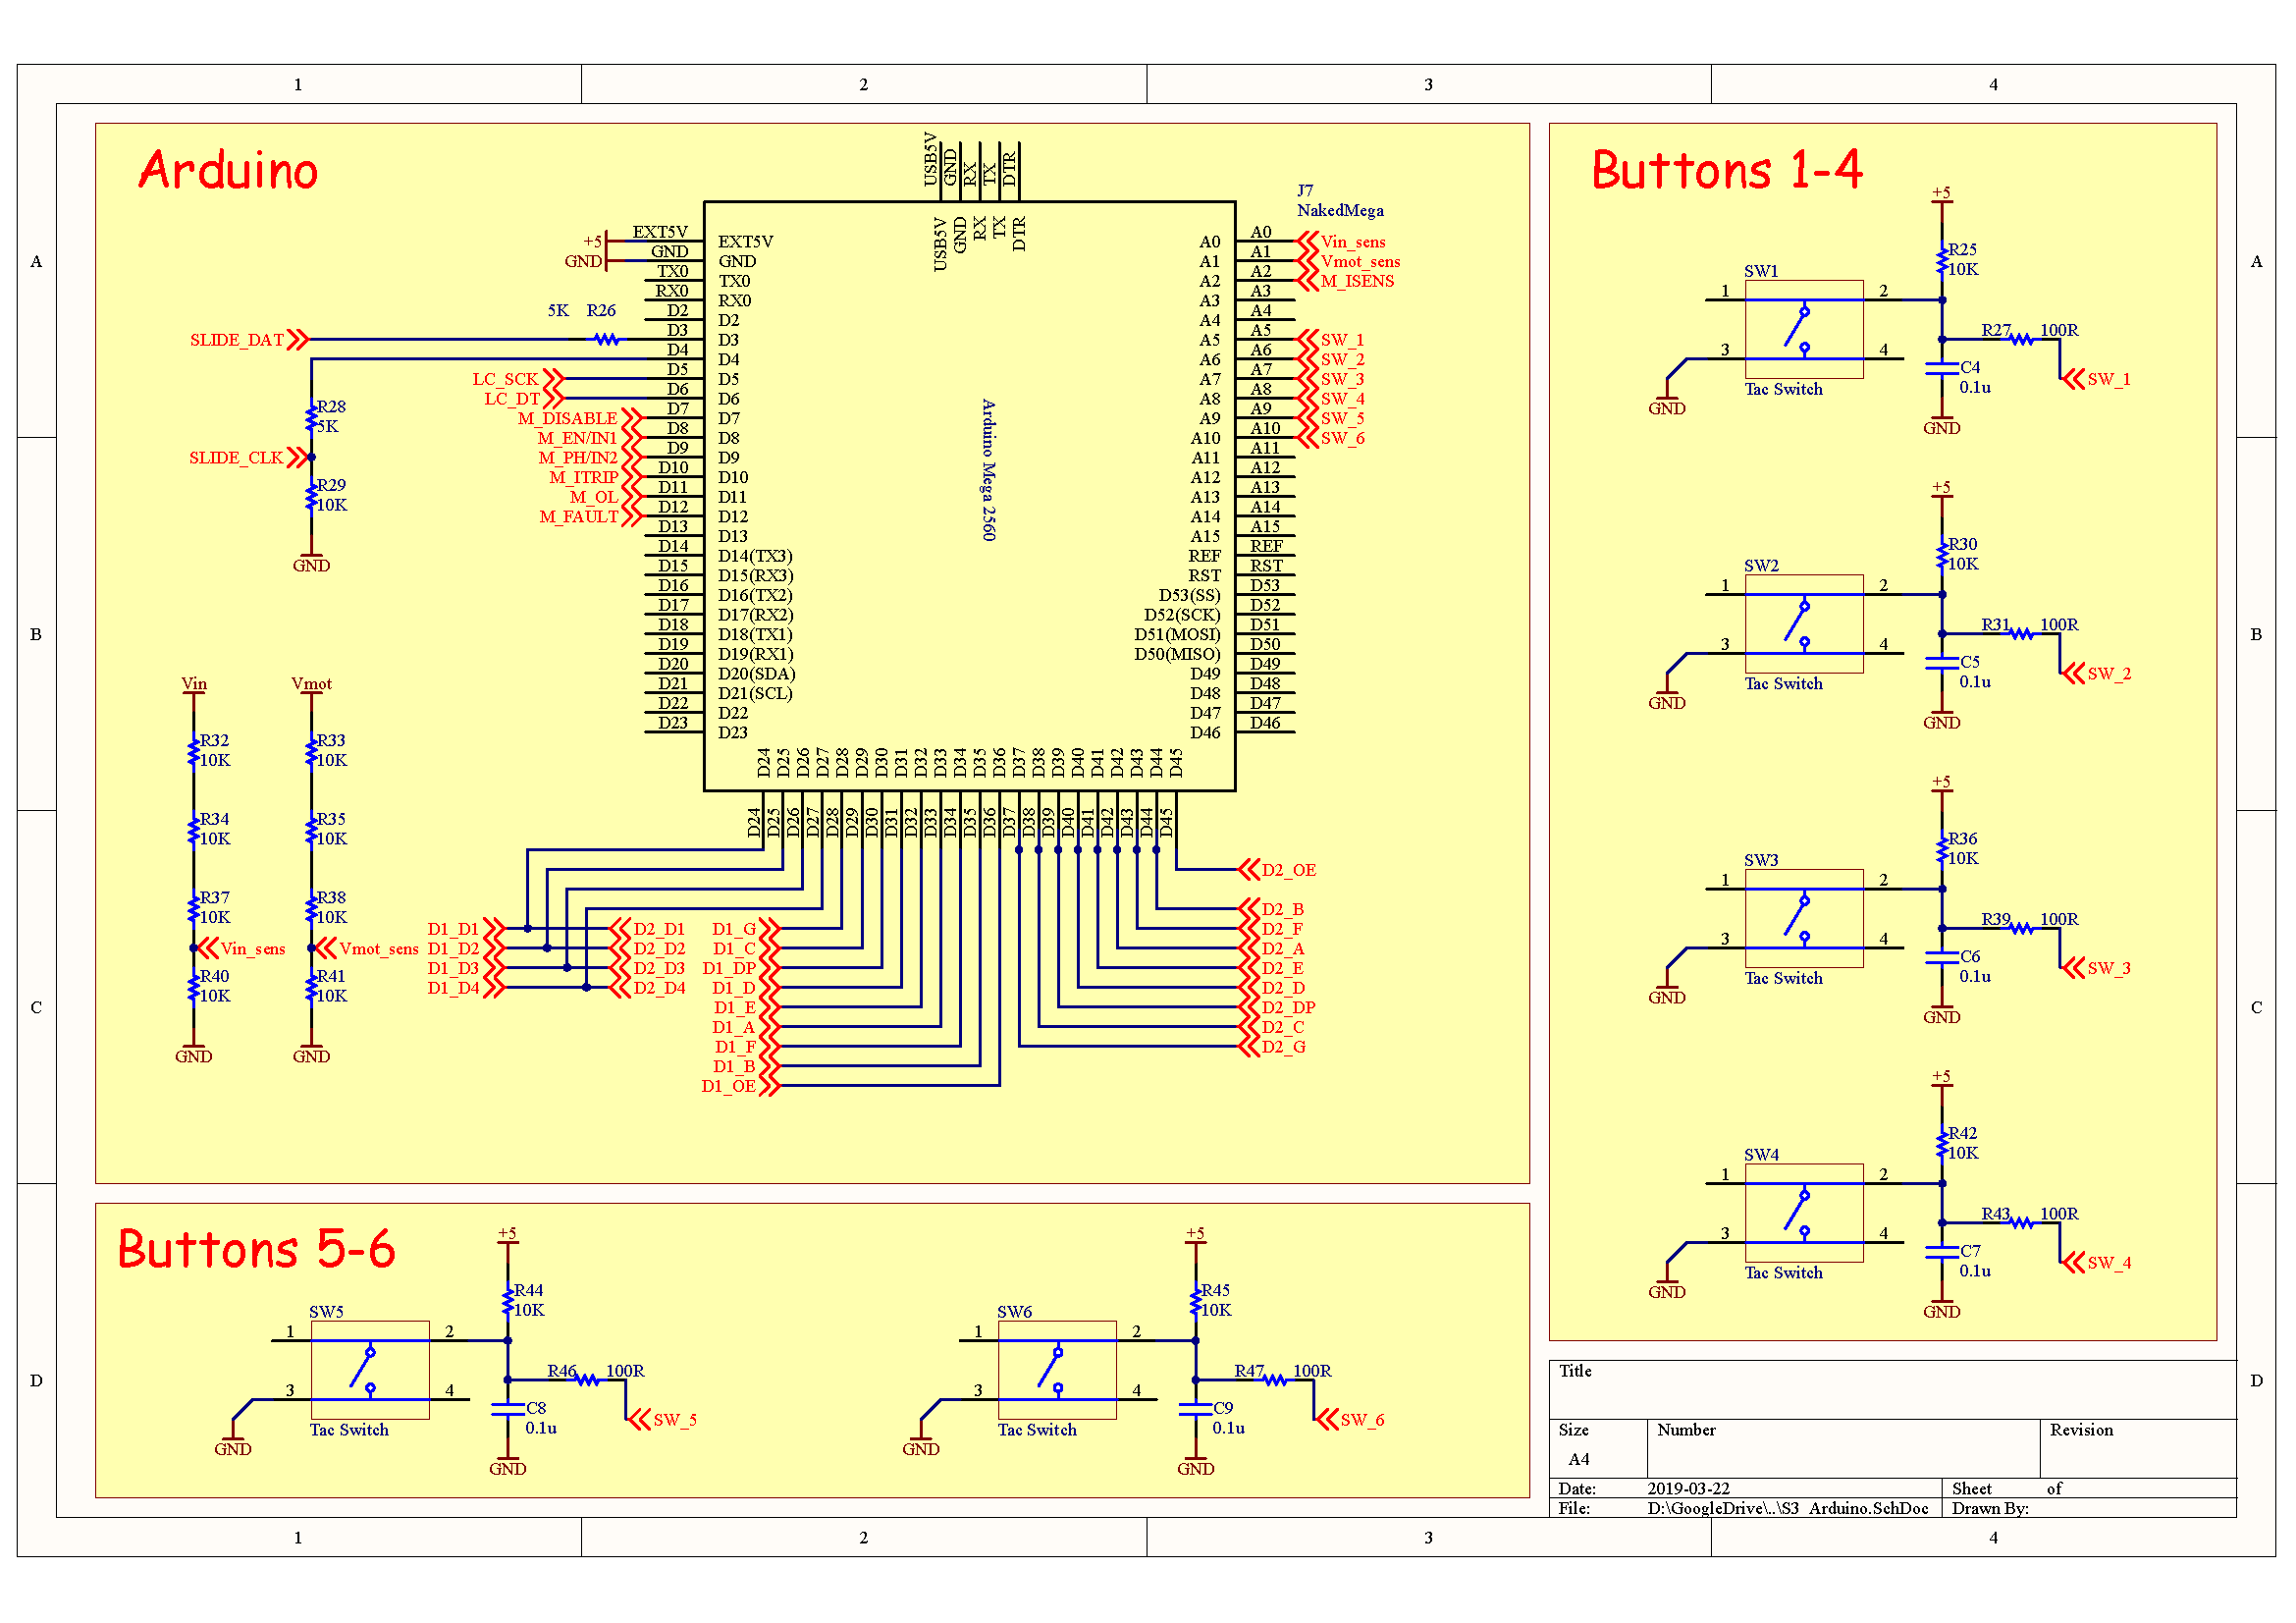 1 2 3 4
A A
B B
C C
D D
1 2 3 4
Arduino
USB5V GND RX TX DTR
USB5V GND RX TX DTR
J7
NakedMega
Arduino Mega 2560
+5 EXT5V EXT5V
GND GND GND
TX0 TX0
RX0 RX0
D2 D2
SLIDE_DAT 5K R26 D3 D3
D4 D4
LC_SCK D5 D5
LC_DT D6 D6
M_DISABLE D7 D7
M_EN/IN1 D8 D8
M_PH/IN2 D9 D9
M_ITRIP D10 D10
M_OL D11 D11
M_FAULT D12 D12
D13 D13
D14 D14(TX3)
D15 D15(RX3)
D16 D16(TX2)
D17 D17(RX2)
D18 D18(TX1)
D19 D19(RX1)
D20 D20(SDA)
D21 D21(SCL)
D22 D22
D23 D23
A0 A0 Vin_sens
A1 A1 Vmot_sens
A2 A2 M_ISENS
A3 A3
A4 A4
A5 A5 SW_1
A6 A6 SW_2
A7 A7 SW_3
A8 A8 SW_4
A9 A9 SW_5
A10 A10 SW_6
A11 A11
A12 A12
A13 A13
A14 A14
A15 A15
REF REF
RST RST
D53(SS) D53
D52(SCK) D52
D51(MOSI) D51
D50(MISO) D50
D49 D49
D48 D48
D47 D47
D46 D46
D24 D25 D26 D27 D28 D29 D30 D31 D32 D33 D34 D35 D36 D37 D38 D39 D40 D41 D42 D43 D44 D45
D24 D25 D26 D27 D28 D29 D30 D31 D32 D33 D34 D35 D36 D37 D38 D39 D40 D41 D42 D43 D44 D45
R28
5K
SLIDE_CLK
R29
10K
GND
Vin Vmot
R32 R33
10K 10K
R34 R35
10K 10K
R37 R38
10K 10K
Vin_sens Vmot_sens
R40 R41
10K 10K
GND GND
D1_D1 D2_D1
D1_D2 D2_D2
D1_D3 D2_D3
D1_D4 D2_D4
D1_G
D1_C
D1_DP
D1_D
D1_E
D1_A
D1_F
D1_B
D1_OE
D2_OE
D2_B
D2_F
D2_A
D2_E
D2_D
D2_DP
D2_C
D2_G
Buttons 1-4
+5
R25
10K
SW1
1 2
3 4
Tac Switch
GND
R27 100R
C4
0.1u
GND
SW_1
+5
R30
10K
SW2
1 2
3 4
Tac Switch
GND
R31 100R
C5
0.1u
GND
SW_2
+5
R36
10K
SW3
1 2
3 4
Tac Switch
GND
R39 100R
C6
0.1u
GND
SW_3
+5
R42
10K
SW4
1 2
3 4
Tac Switch
GND
R43 100R
C7
0.1u
GND
SW_4
Buttons 5-6
+5
R44
10K
SW5
1 2
3 4
Tac Switch
GND
R46 100R
C8
0.1u
GND
SW_5
+5
R45
10K
SW6
1 2
3 4
Tac Switch
GND
R47 100R
C9
0.1u
GND
SW_6
Title
Size Number Revision
A4
Date: 2019-03-22 Sheet of
File: D:\GoogleDrive\..\S3 Arduino.SchDoc Drawn By: